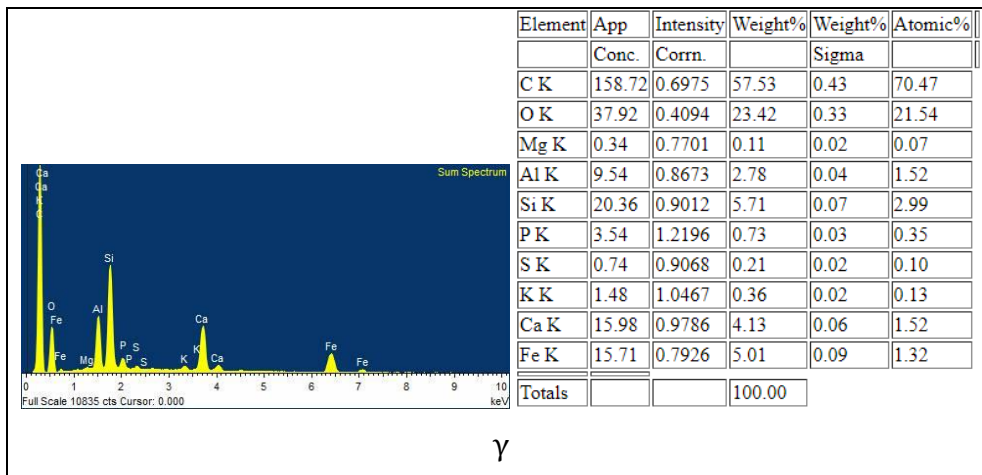 Element App Intensity Weight% Weight% Atomic%
Conc. Corrn. Sigma
C K 158.72 0.6975 57.53 0.43 70.47
O K 37.92 0.4094 23.42 0.33 21.54
Mg K 0.34 0.7701 0.11 0.02 0.07
Al K 9.54 0.8673 2.78 0.04 1.52
Si K 20.36 0.9012 5.71 0.07 2.99
P K 3.54 1.2196 0.73 0.03 0.35
S K 0.74 0.9068 0.21 0.02 0.10
K K 1.48 1.0467 0.36 0.02 0.13
Ca K 15.98 0.9786 4.13 0.06 1.52
Fe K 15.71 0.7926 5.01 0.09 1.32
Totals 100.00
Sum Spectrum
Ca
Ca
K
C
Si
O
Fe
Al
Ca
Fe
Fe
Mg
P
P
S
S
K
K
Ca
Fe
0 1 2 3 4 5 6 7 8 9 10
Full Scale 10835 cts Cursor: 0.000 keV
γ